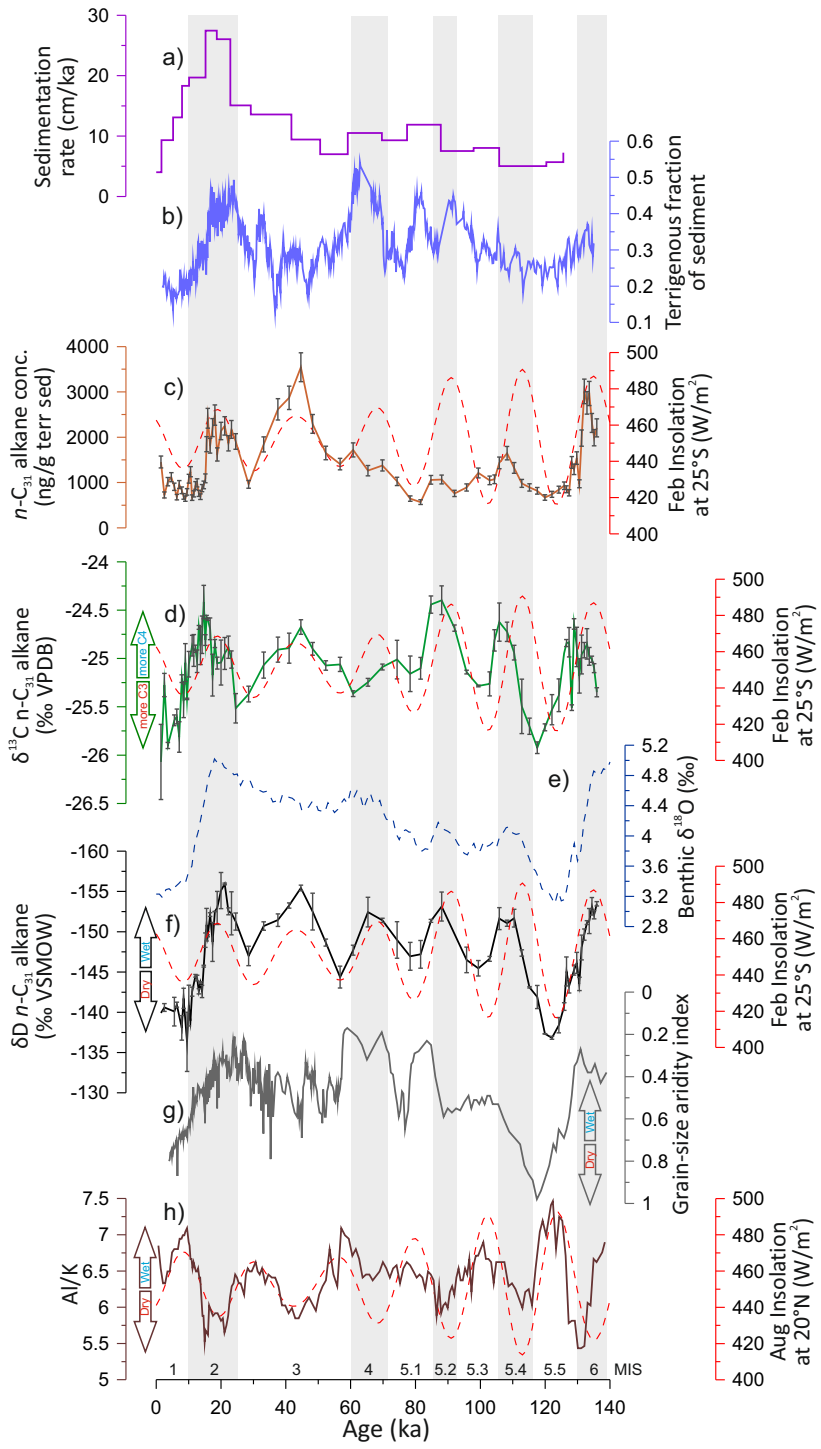 30
a)
20
Sedimentation
rate (cm/ka)
10
0
0.6
0.5
0.4
0.3
0.2
0.1
b)
Terrigenous fraction
of sediment
4000
3000
2000
1000
0
c)
n-C31 alkane conc.
(ng/g terr sed)
500
480
460
440
420
400
Feb Insolation
at 25°S (W/m²)
-24
-24.5
-25
-25.5
-26
-26.5
d)
more C3 more C4
δ¹³C n-C₃₁ alkane
(‰ VPDB)
500
480
460
440
420
400
Feb Insolation
at 25°S (W/m²)
5.2
4.8
4.4
4
3.6
3.2
2.8
e)
Benthic δ¹⁸O (‰)
-160
-155
-150
-145
-140
-135
-130
f)
Dry Wet
δD n-C₃₁ alkane
(‰ VSMOW)
500
480
460
440
420
400
Feb Insolation
at 25°S (W/m²)
0
0.2
0.4
0.6
0.8
1
g)
Dry Wet
Grain-size aridity index
7.5
7
6.5
6
5.5
5
h)
Dry Wet
Al/K
500
480
460
440
420
400
Aug Insolation
at 20°N (W/m²)
1 2 3 4 5.1 5.2 5.3 5.4 5.5 6 MIS
0 20 40 60 80 100 120 140
Age (ka)